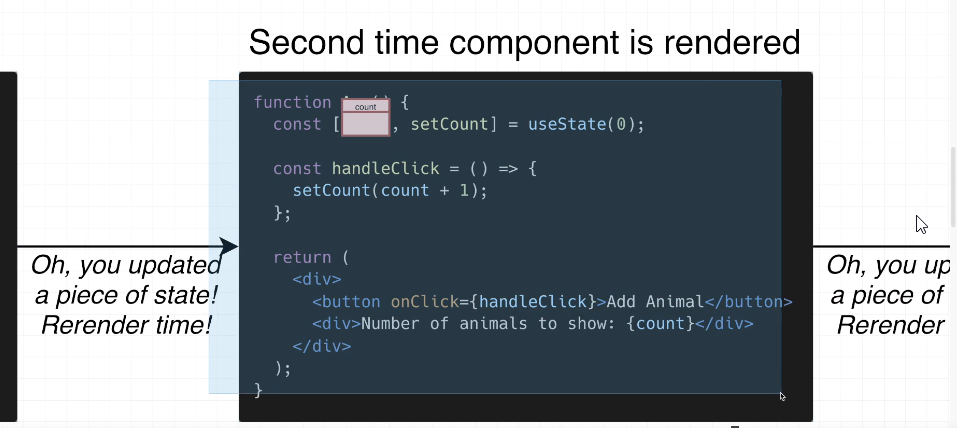 Second time component is rendered
function () {
count
const [ , setCount] = useState(0);
const handleClick = () => {
setCount(count + 1);
};
return (
<div>
<button onClick={handleClick}>Add Animal</button>
<div>Number of animals to show: {count}</div>
</div>
);
}
Oh, you updated
a piece of state!
Rerender time!
Oh, you up
a piece of
Rerender